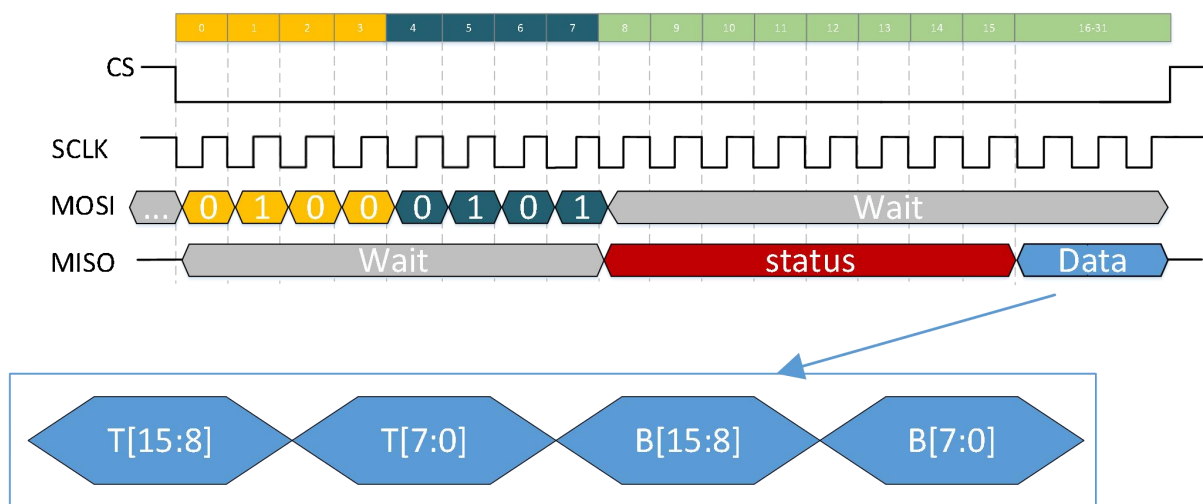 0 1 2 3 4 5 6 7 8 9 10 11 12 13 14 15 16-31
CS
SCLK
MOSI ... 0 1 0 0 0 1 0 1 Wait
MISO Wait status Data
T[15:8] T[7:0] B[15:8] B[7:0]